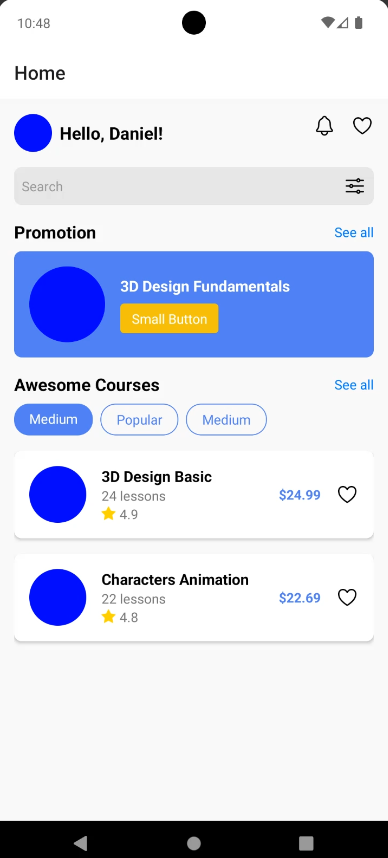 10:48
Home
Hello, Daniel!
Search
Promotion See all
3D Design Fundamentals
Small Button
Awesome Courses See all
Medium Popular Medium
3D Design Basic
24 lessons $24.99
4.9
Characters Animation
22 lessons $22.69
4.8